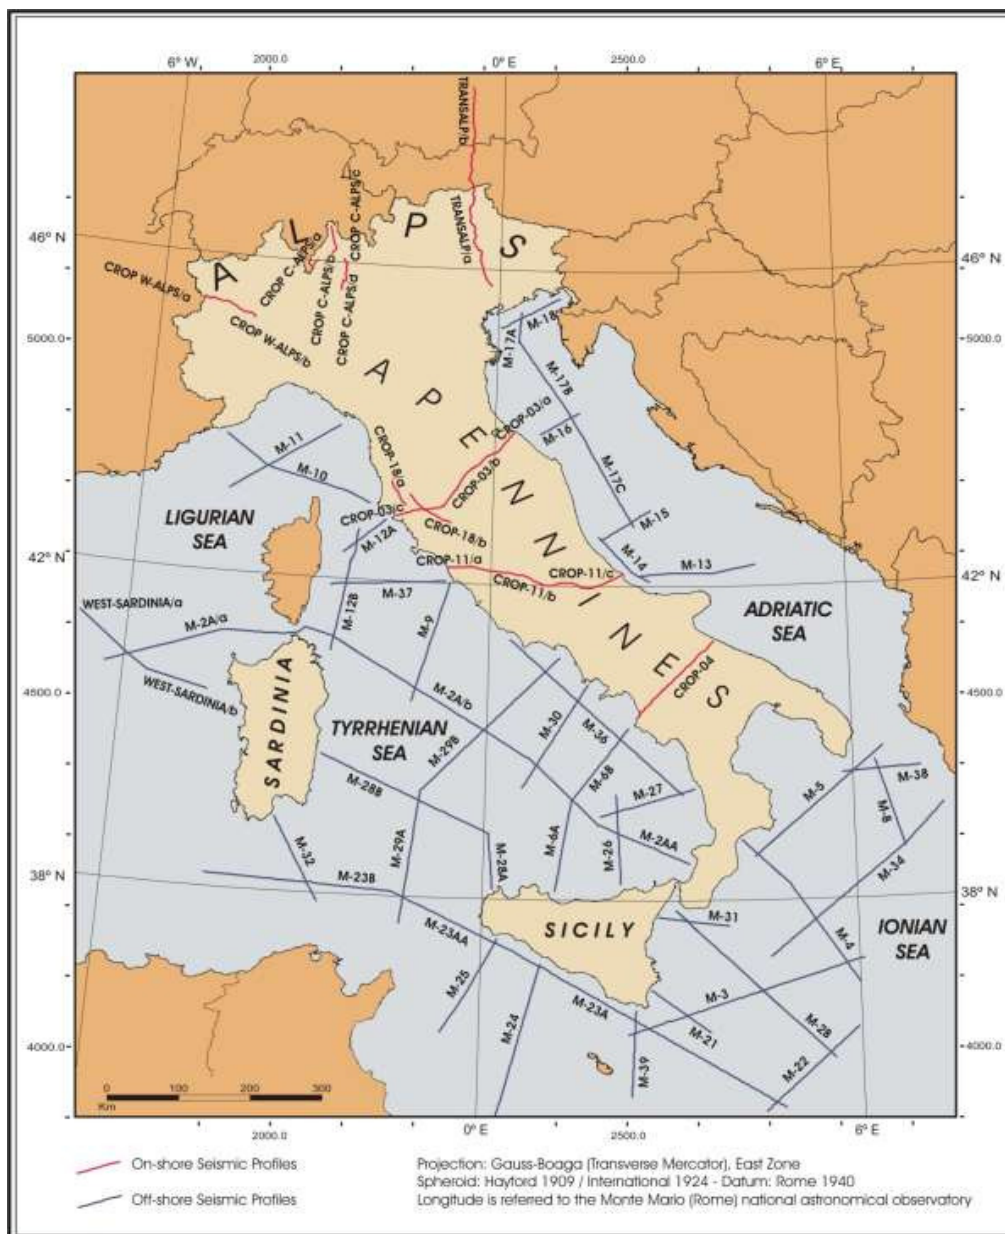 6° W
2000.0
0° E
2500.0
6° E
TRANSALP/b
TRANSALP/a
CROP C-ALPS/c
CROP C-ALPS/a
CROP C-ALPS/b
CROP C-ALPS/d
A L P S
46° N
46° N
CROP W-ALPS/a
CROP W-ALPS/b
5000.0
5000.0
M-18
M-17A
M-17B
M-16
M-17C
M-15
M-14
M-13
A P E N N I N E S
CROP-03/a
CROP-03/b
CROP-03/c
CROP-18/a
CROP-18/b
CROP-11/a
CROP-11/b
CROP-11/c
CROP-04
M-11
M-10
LIGURIAN
SEA
M-12A
M-12B
M-37
M-9
42° N
42° N
ADRIATIC
SEA
WEST-SARDINIA/a
M-2A/a
WEST-SARDINIA/b
4500.0
4500.0
SARDINIA
TYRRHENIAN
SEA
M-2A/b
M-29B
M-30
M-36
M-6B
M-27
M-28B
M-29A
M-28A
M-6A
M-26
M-2AA
M-5
M-38
M-8
M-34
M-32
M-23B
38° N
38° N
M-23AA
SICILY
M-31
M-4
IONIAN
SEA
M-25
M-24
M-23A
M-3
M-21
M-28
M-22
M-39
4000.0
4000.0
0 100 200 300
Km
2000.0
0° E
2500.0
6° E
On-shore Seismic Profiles
Off-shore Seismic Profiles
Projection: Gauss-Boaga (Transverse Mercator), East Zone
Spheroid: Hayford 1909 / International 1924 - Datum: Rome 1940
Longitude is referred to the Monte Mario (Rome) national astronomical observatory